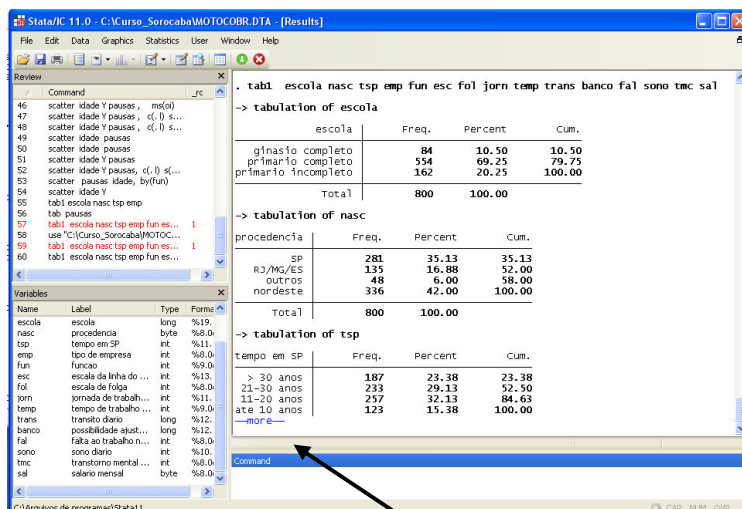 Stata/IC 11.0 - C:\Curso_Sorocaba\MOTOCOBR.DTA - [Results]
File Edit Data Graphics Statistics User Window Help
Review
Command _rc
46 scatter idade Y pausas , ms(oi)
47 scatter idade Y pausas , c(. l) s...
48 scatter idade Y pausas , c(. l) s...
49 scatter idade pausas
50 scatter idade pausas
51 scatter idade Y pausas
52 scatter idade Y pausas, c(. l) s(...
53 scatter pausas idade, by(fun)
54 scatter idade Y
55 tab1 escola nasc tsp emp
56 tab pausas
57 tab1 escola nasc tsp emp fun es... 1
58 use "C:\Curso_Sorocaba\MOTOC...
59 tab1 escola nasc tsp emp fun es... 1
60 tab1 escola nasc tsp emp fun es...
Variables
Name Label Type Forma
escola escola long %19.
nasc procedencia byte %8.0
tsp tempo em SP int %11.
emp tipo de empresa int %8.0
fun funcao int %9.0
esc escala da linha do ... int %13.
fol escala de folga int %8.0
jorn jornada de trabalh... int %11.
temp tempo de trabalho ... int %9.0
trans transito diario long %12.
banco possibilidade ajust... long %12.
fal falta ao trabalho n... int %8.0
sono sono diario int %10.
tmc transtorno mental ... int %8.0
sal salario mensal byte %8.0
. tab1 escola nasc tsp emp fun esc fol jorn temp trans banco fal sono tmc sal
-> tabulation of escola
escola Freq. Percent Cum.
ginasio completo 84 10.50 10.50
primario completo 554 69.25 79.75
primario incompleto 162 20.25 100.00
Total 800 100.00
-> tabulation of nasc
procedencia Freq. Percent Cum.
SP 281 35.13 35.13
RJ/MG/ES 135 16.88 52.00
outros 48 6.00 58.00
nordeste 336 42.00 100.00
Total 800 100.00
-> tabulation of tsp
tempo em SP Freq. Percent Cum.
> 30 anos 187 23.38 23.38
21-30 anos 233 29.13 52.50
11-20 anos 257 32.13 84.63
ate 10 anos 123 15.38 100.00
—more—
Command
C:\Arquivos de programas\Stata11
CAP NUM OVR